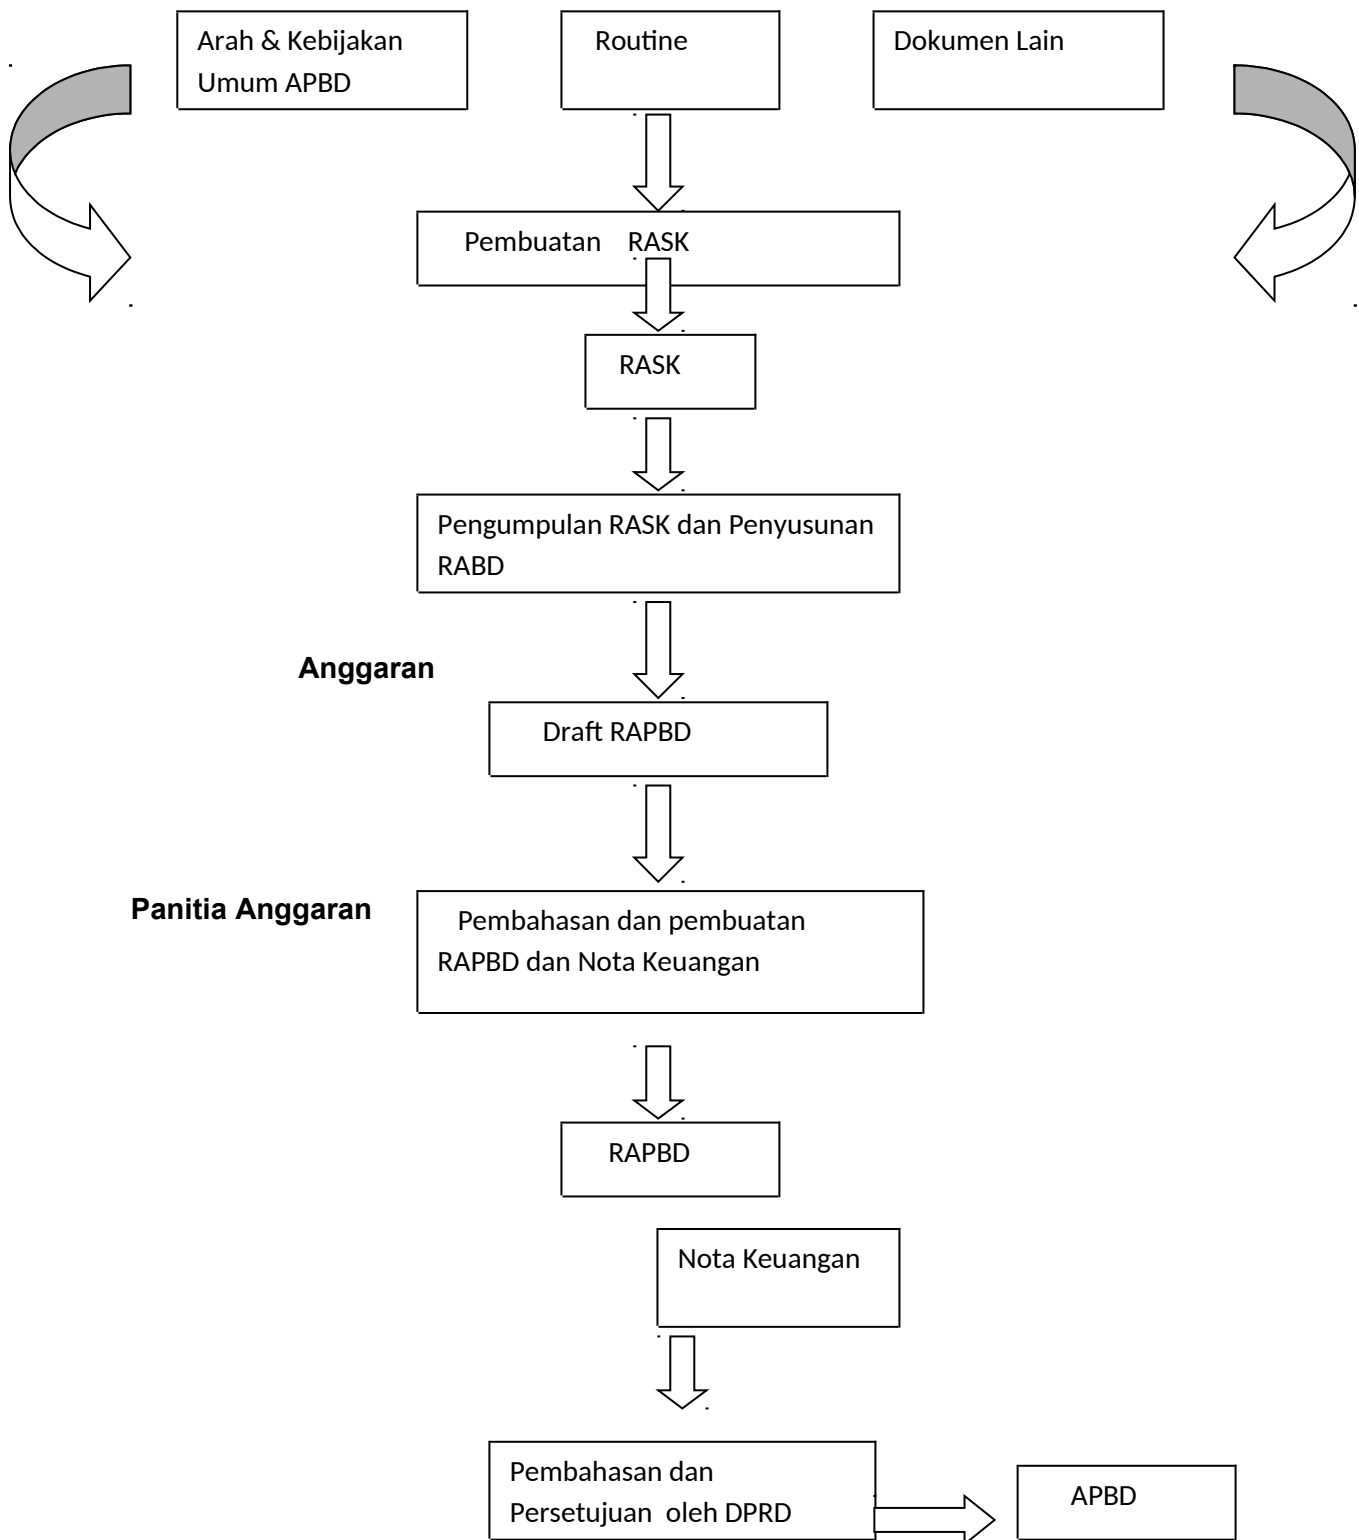 Arah & Kebijakan
Umum APBD
Routine
Dokumen Lain
Pembuatan RASK
RASK
Pengumpulan RASK dan Penyusunan
RABD
Anggaran
Draft RAPBD
Panitia Anggaran
Pembahasan dan pembuatan
RAPBD dan Nota Keuangan
RAPBD
Nota Keuangan
Pembahasan dan
Persetujuan oleh DPRD
APBD